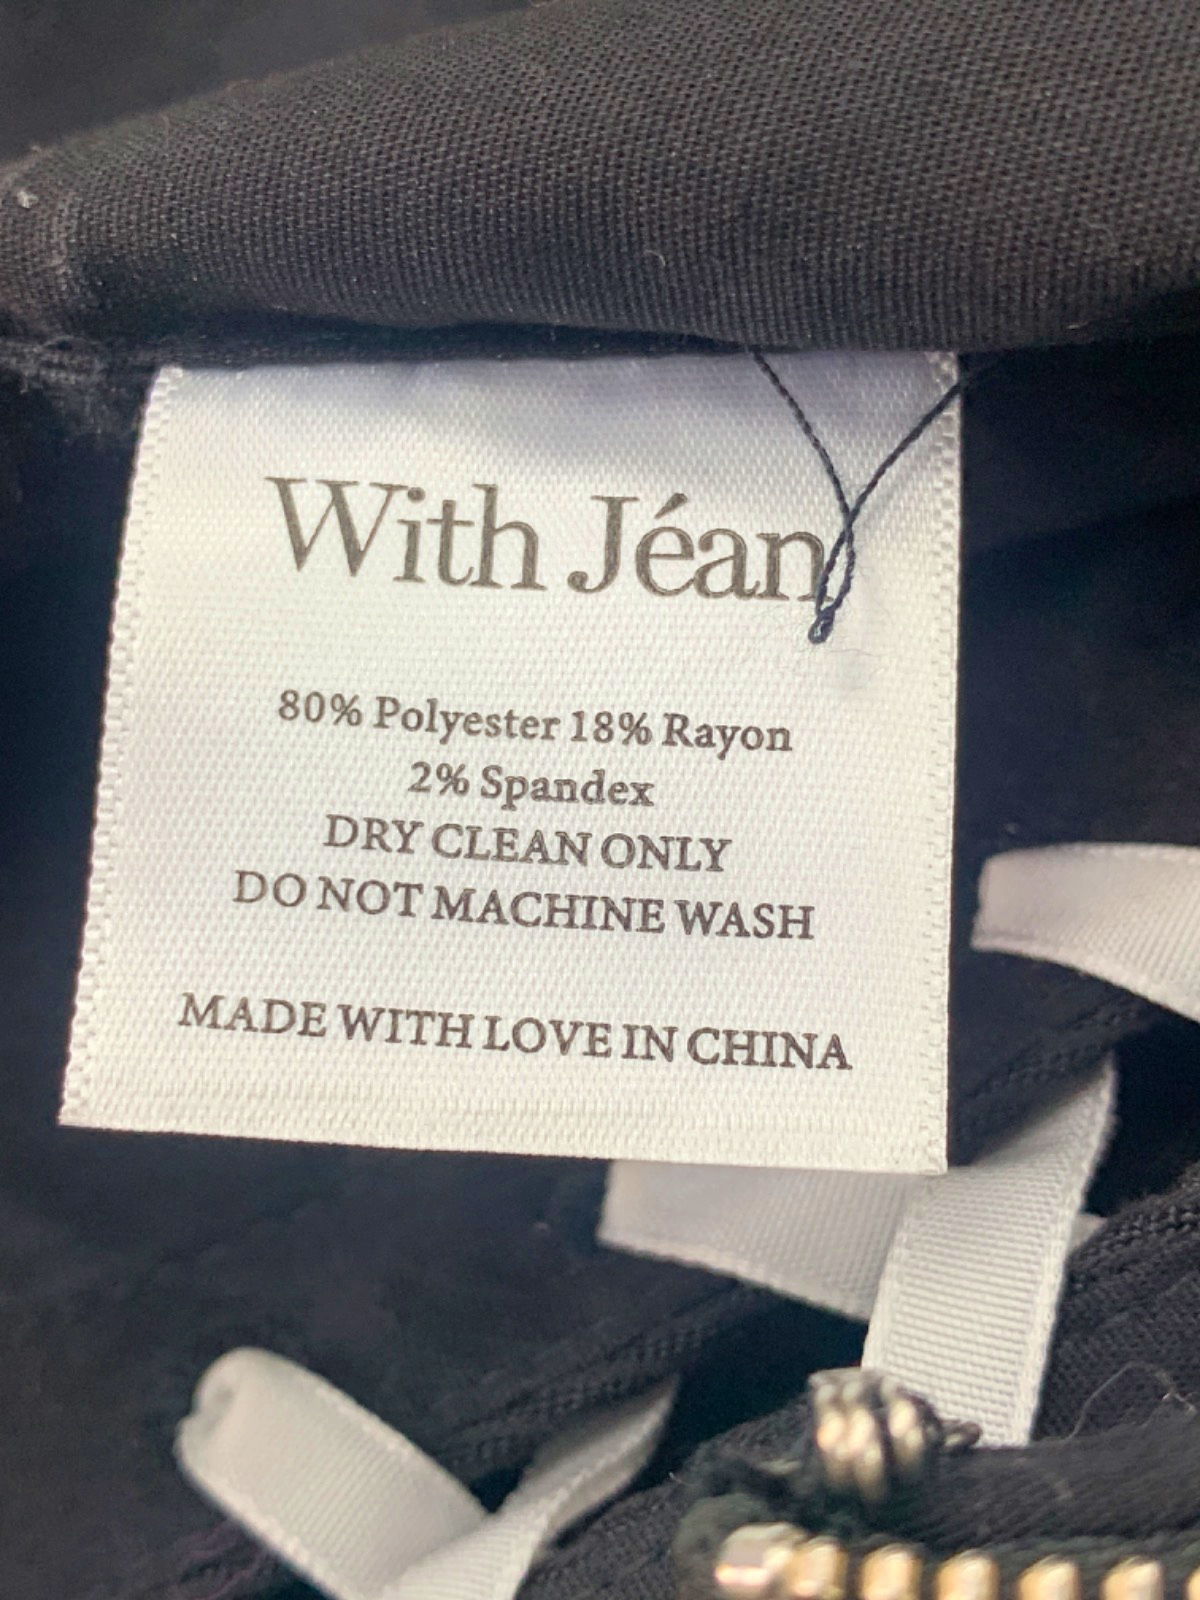 With Jéan
80% Polyester 18% Rayon
2% Spandex
DRY CLEAN ONLY
DO NOT MACHINE WASH
MADE WITH LOVE IN CHINA